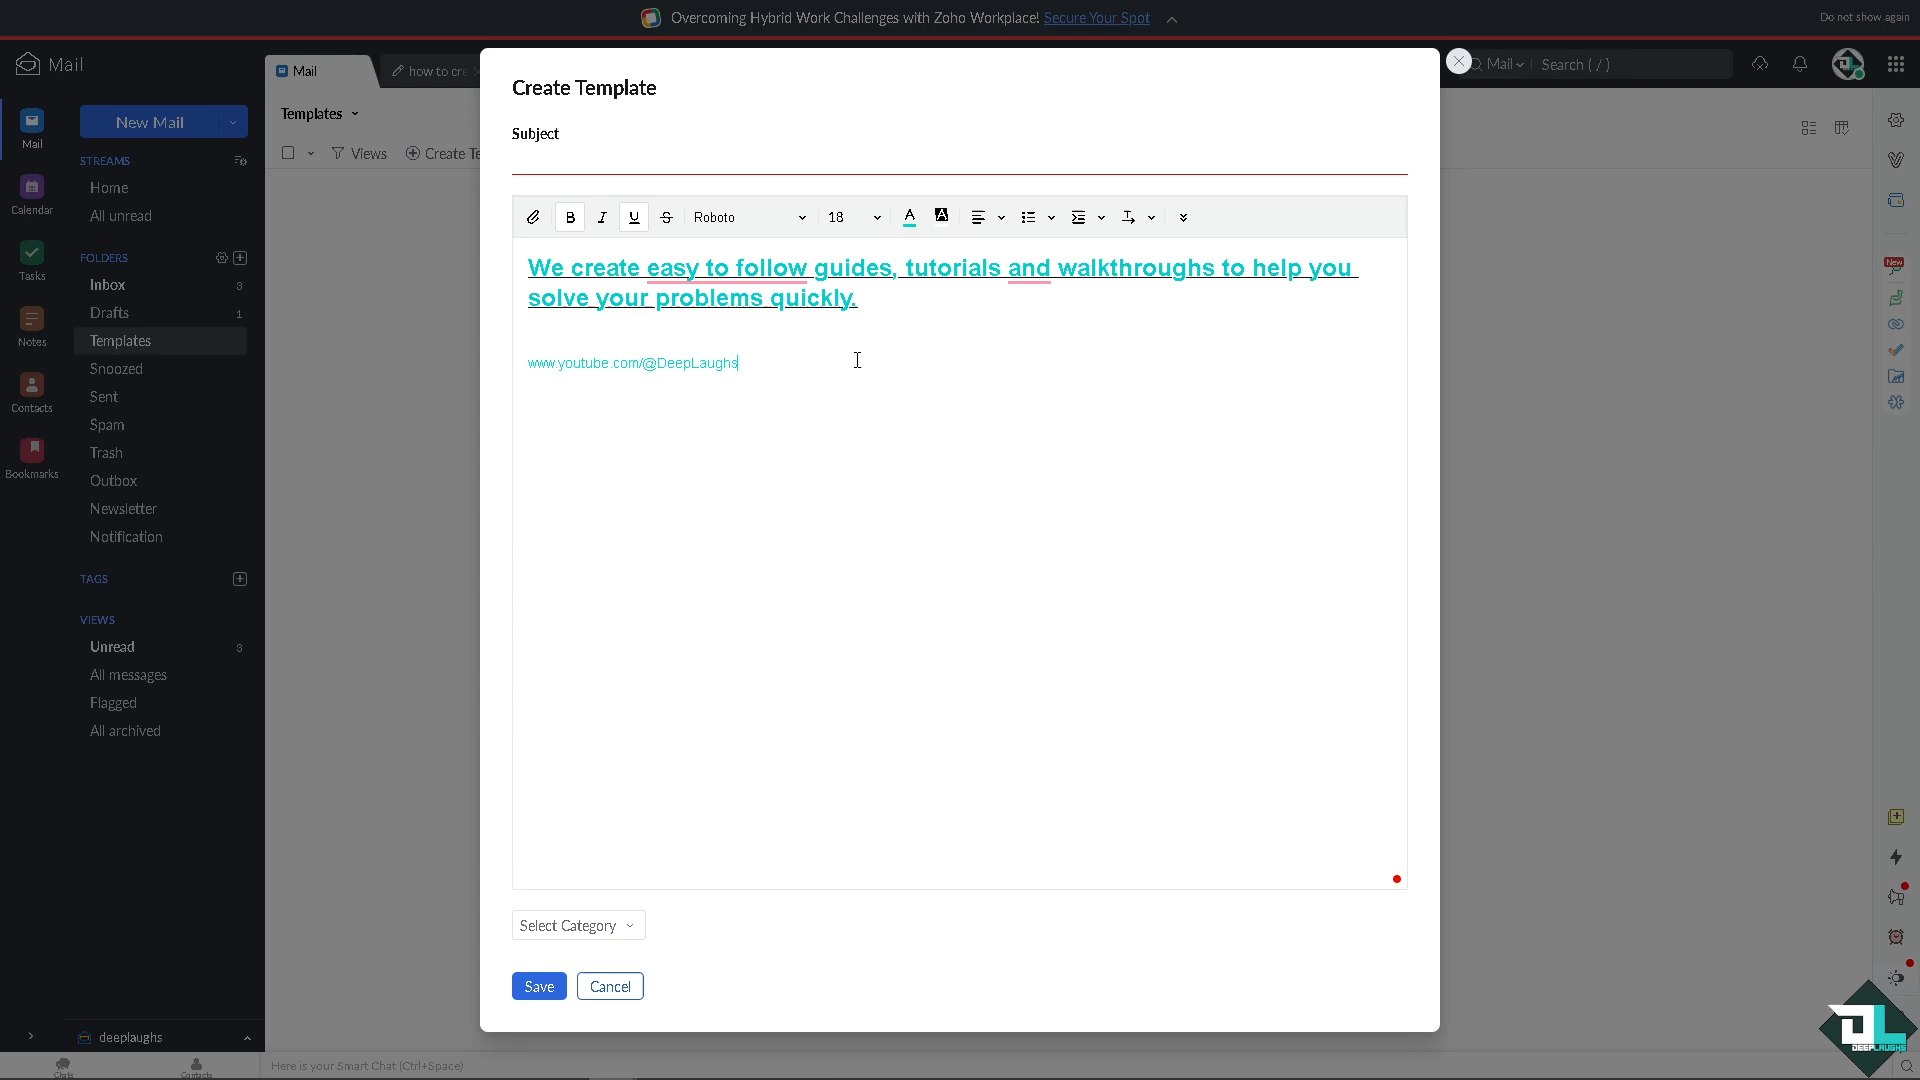 Overcoming Hybrid Work Challenges with Zoho Workplace! Secure Your Spot
Do not show again
Mail
Mail
how to cre
Mail
Search ( / )
Create Template
Subject
New Mail
Templates
Mail
STREAMS
Views
Create Te
Home
Calendar
All unread
B I U S Roboto 18 A A
Tasks
FOLDERS
Inbox 3
Drafts 1
Notes
Templates
Snoozed
Contacts
Sent
Spam
Trash
Bookmarks
Outbox
Newsletter
Notification
TAGS
VIEWS
Unread 3
All messages
Flagged
All archived
We create easy to follow guides, tutorials and walkthroughs to help you
solve your problems quickly.
www.youtube.com/@DeepLaughs
New
Select Category
Save
Cancel
deeplaughs
Chats
Contacts
Here is your Smart Chat (Ctrl+Space)
DL
DEEPLAUGHS